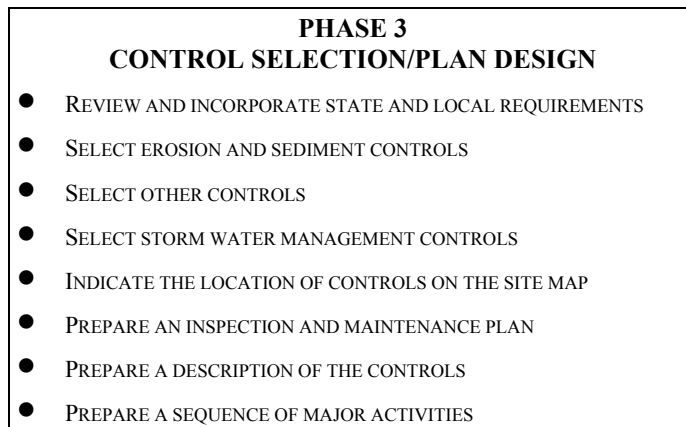 PHASE 3
CONTROL SELECTION/PLAN DESIGN
● REVIEW AND INCORPORATE STATE AND LOCAL REQUIREMENTS
● SELECT EROSION AND SEDIMENT CONTROLS
● SELECT OTHER CONTROLS
● SELECT STORM WATER MANAGEMENT CONTROLS
● INDICATE THE LOCATION OF CONTROLS ON THE SITE MAP
● PREPARE AN INSPECTION AND MAINTENANCE PLAN
● PREPARE A DESCRIPTION OF THE CONTROLS
● PREPARE A SEQUENCE OF MAJOR ACTIVITIES